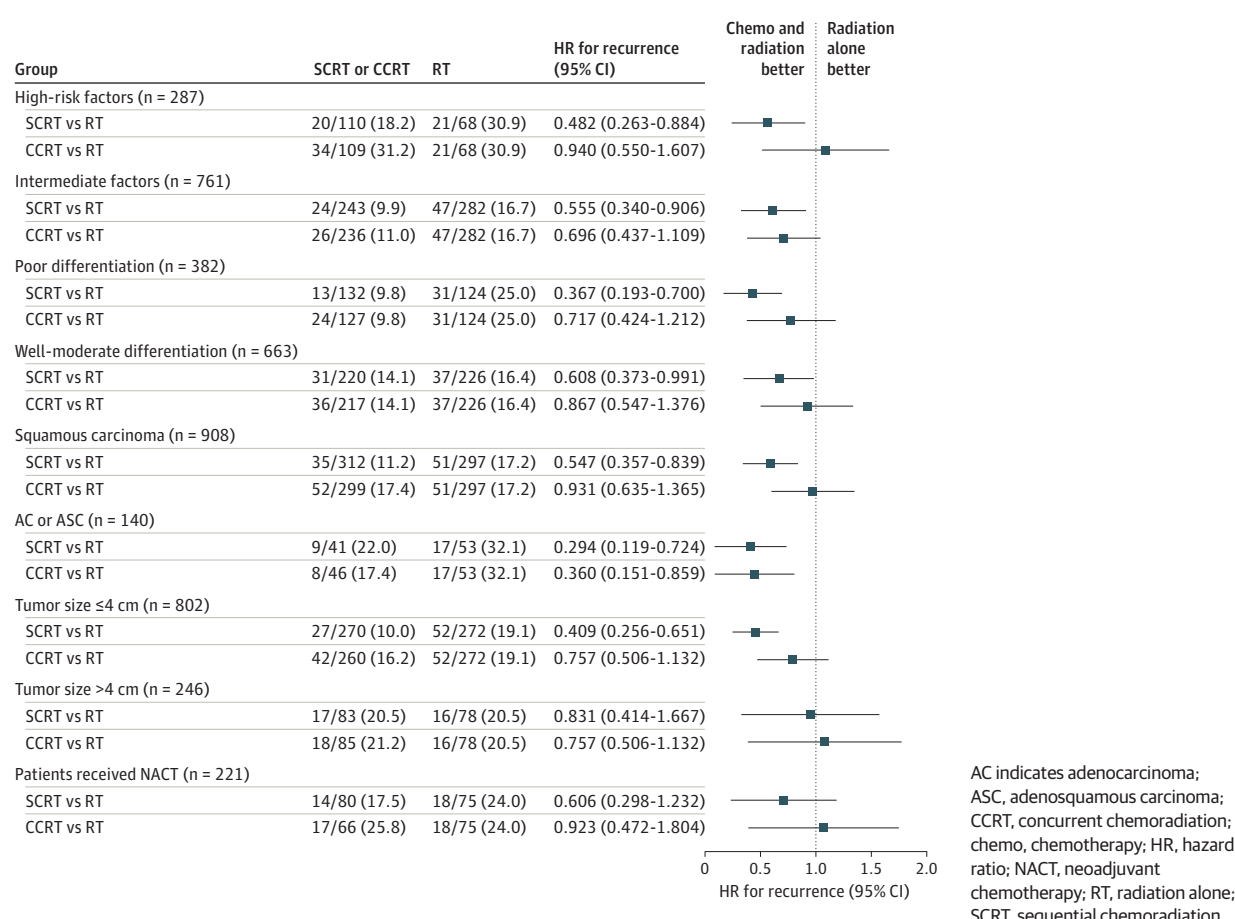 Group SCRT or CCRT RT HR for recurrence (95% CI) Chemo and radiation better Radiation alone better
High-risk factors (n = 287)
SCRT vs RT 20/110 (18.2) 21/68 (30.9) 0.482 (0.263-0.884)
CCRT vs RT 34/109 (31.2) 21/68 (30.9) 0.940 (0.550-1.607)
Intermediate factors (n = 761)
SCRT vs RT 24/243 (9.9) 47/282 (16.7) 0.555 (0.340-0.906)
CCRT vs RT 26/236 (11.0) 47/282 (16.7) 0.696 (0.437-1.109)
Poor differentiation (n = 382)
SCRT vs RT 13/132 (9.8) 31/124 (25.0) 0.367 (0.193-0.700)
CCRT vs RT 24/127 (9.8) 31/124 (25.0) 0.717 (0.424-1.212)
Well-moderate differentiation (n = 663)
SCRT vs RT 31/220 (14.1) 37/226 (16.4) 0.608 (0.373-0.991)
CCRT vs RT 36/217 (14.1) 37/226 (16.4) 0.867 (0.547-1.376)
Squamous carcinoma (n = 908)
SCRT vs RT 35/312 (11.2) 51/297 (17.2) 0.547 (0.357-0.839)
CCRT vs RT 52/299 (17.4) 51/297 (17.2) 0.931 (0.635-1.365)
AC or ASC (n = 140)
SCRT vs RT 9/41 (22.0) 17/53 (32.1) 0.294 (0.119-0.724)
CCRT vs RT 8/46 (17.4) 17/53 (32.1) 0.360 (0.151-0.859)
Tumor size ≤4 cm (n = 802)
SCRT vs RT 27/270 (10.0) 52/272 (19.1) 0.409 (0.256-0.651)
CCRT vs RT 42/260 (16.2) 52/272 (19.1) 0.757 (0.506-1.132)
Tumor size >4 cm (n = 246)
SCRT vs RT 17/83 (20.5) 16/78 (20.5) 0.831 (0.414-1.667)
CCRT vs RT 18/85 (21.2) 16/78 (20.5) 0.757 (0.506-1.132)
Patients received NACT (n = 221)
SCRT vs RT 14/80 (17.5) 18/75 (24.0) 0.606 (0.298-1.232)
CCRT vs RT 17/66 (25.8) 18/75 (24.0) 0.923 (0.472-1.804)
0 0.5 1.0 1.5 2.0
HR for recurrence (95% CI)
AC indicates adenocarcinoma;
ASC, adenosquamous carcinoma;
CCRT, concurrent chemoradiation;
chemo, chemotherapy; HR, hazard
ratio; NACT, neoadjuvant
chemotherapy; RT, radiation alone;
SCRT, sequential chemoradiation